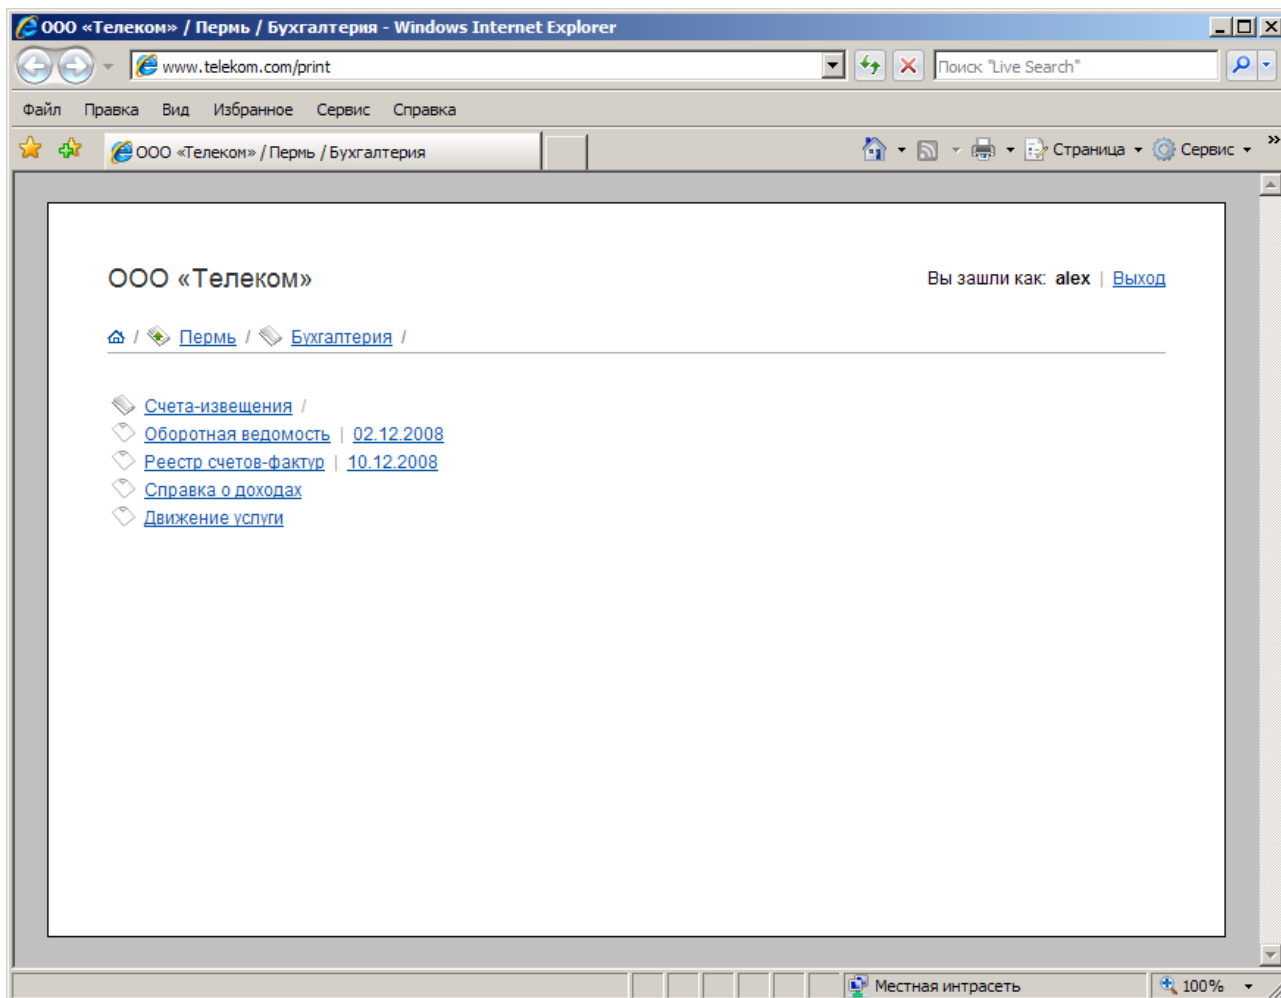 ООО «Телеком» / Пермь / Бухгалтерия - Windows Internet Explorer
www.telekom.com/print
Поиск "Live Search"
Файл Правка Вид Избранное Сервис Справка
ООО «Телеком» / Пермь / Бухгалтерия
Страница Сервис »
ООО «Телеком»
Вы зашли как: alex | Выход
/ Пермь / Бухгалтерия /
Счета-извещения /
Оборотная ведомость | 02.12.2008
Реестр счетов-фактур | 10.12.2008
Справка о доходах
Движение услуги
Местная интрасеть
100%